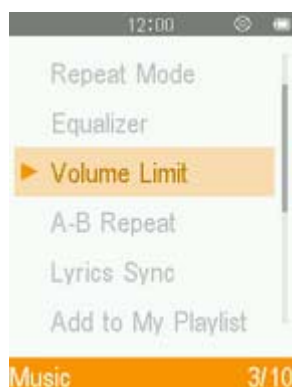 12:00
Repeat Mode
Equalizer
Volume Limit
A-B Repeat
Lyrics Sync
Add to My Playlist
Music 3/10